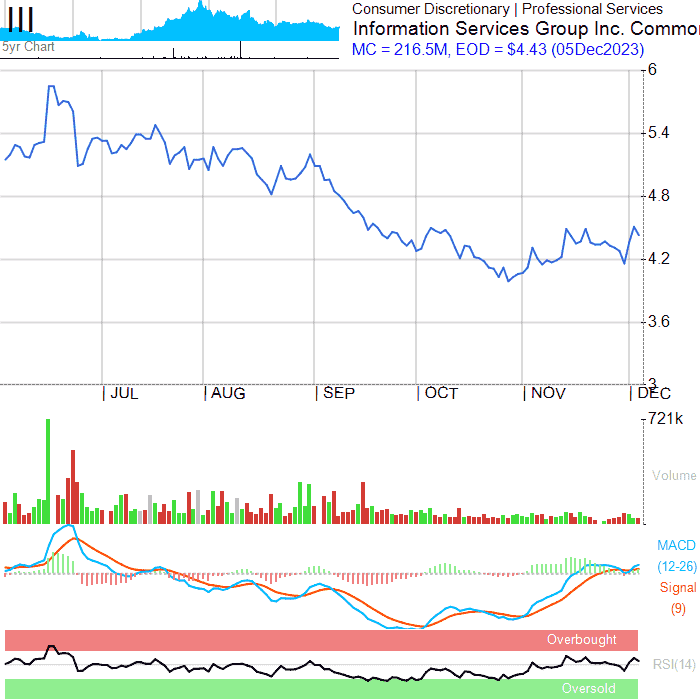 III
5yr Chart
Consumer Discretionary | Professional Services
Information Services Group Inc. Commo
MC = 216.5M, EOD = $4.43 (05Dec2023)
6
5.4
4.8
4.2
3.6
3
JUL AUG SEP OCT NOV DEC
721k
Volume
MACD
(12-26)
Signal
(9)
Overbought
RSI(14)
Oversold